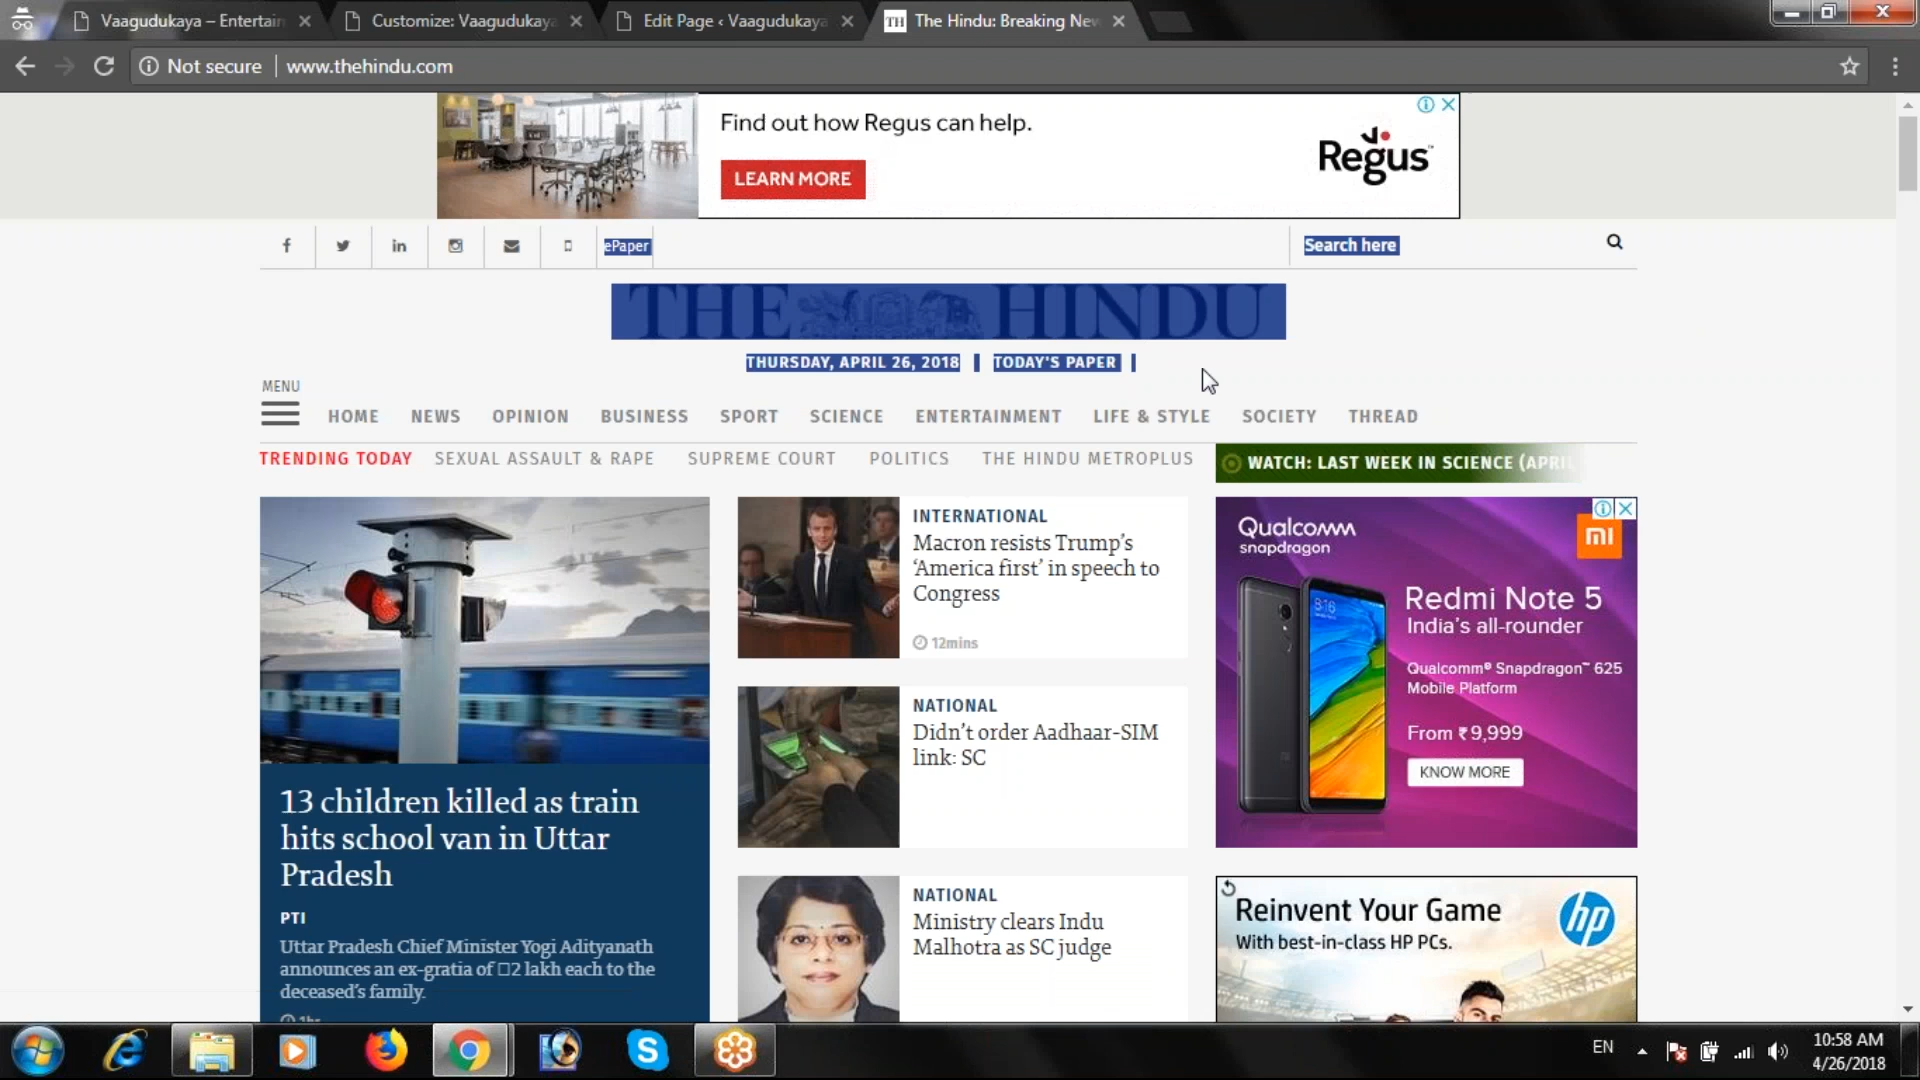 Vaagudukaya – Entertain
Customize: Vaagudukaya
Edit Page ‹ Vaagudukaya
TH The Hindu: Breaking New
Not secure | www.thehindu.com
Find out how Regus can help.
LEARN MORE
Regus
ePaper
Search here
THE HINDU
THURSDAY, APRIL 26, 2018 | TODAY'S PAPER |
MENU
HOME NEWS OPINION BUSINESS SPORT SCIENCE ENTERTAINMENT LIFE & STYLE SOCIETY THREAD
TRENDING TODAY SEXUAL ASSAULT & RAPE SUPREME COURT POLITICS THE HINDU METROPLUS
WATCH: LAST WEEK IN SCIENCE (APRI
13 children killed as train
hits school van in Uttar
Pradesh
PTI
Uttar Pradesh Chief Minister Yogi Adityanath
announces an ex-gratia of □2 lakh each to the
deceased's family.
1hr
INTERNATIONAL
Macron resists Trump's
‘America first’ in speech to
Congress
12mins
NATIONAL
Didn't order Aadhaar-SIM
link: SC
NATIONAL
Ministry clears Indu
Malhotra as SC judge
Qualcomm
snapdragon
mi
8:16
Redmi Note 5
India's all-rounder
Qualcomm® Snapdragon™ 625
Mobile Platform
From ₹ 9,999
KNOW MORE
Reinvent Your Game
With best-in-class HP PCs.
hp
EN
10:58 AM
4/26/2018